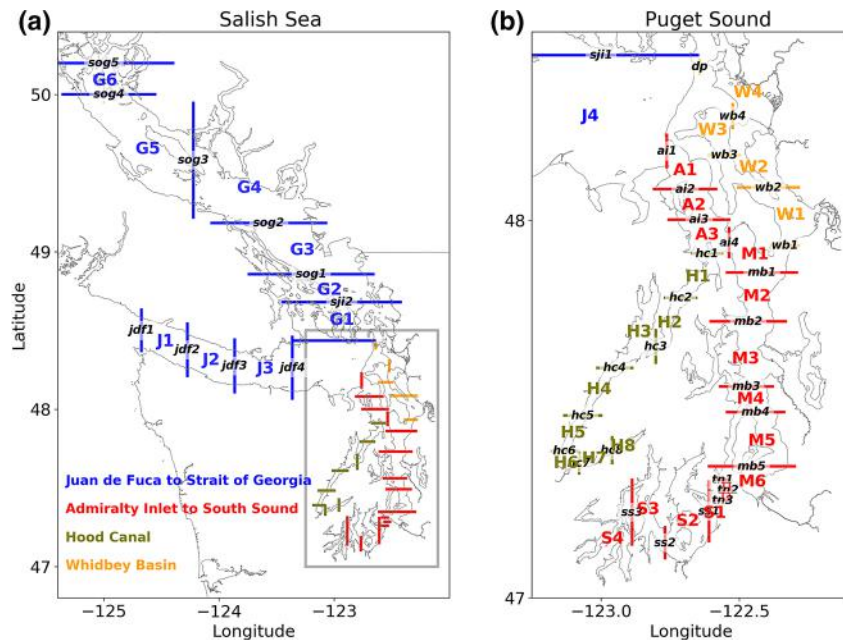 (a) Salish Sea
sog5
G6
sog4
50
G5
sog3
G4
sog2
49
G3
sog1
G2
sji2
G1
jdf1
J1
jdf2
J2
jdf3
J3
jdf4
48
Latitude
Juan de Fuca to Strait of Georgia
Admiralty Inlet to South Sound
Hood Canal
Whidbey Basin
47
−125
−124
−123
Longitude
(b) Puget Sound
sji1
dp
W4
J4
wb4
W3
ai1
wb3
A1
W2
ai2
wb2
A2
W1
48
ai3
A3
ai4
wb1
hc1
M1
H1
mb1
hc2
M2
H3
H2
mb2
hc3
M3
hc4
H4
mb3
M4
hc5
mb4
H5
M5
H8
hc6
hc8
H6
hc7
H7
mb5
tn1
M6
tn2
tn3
S3
ss3
S2
ss1
S1
S4
ss2
47
−123.0
−122.5
Longitude